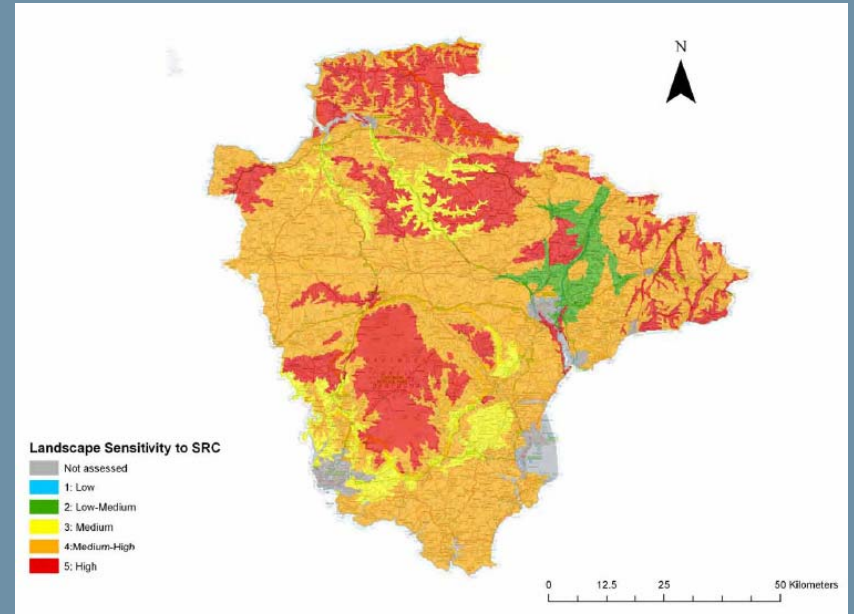 N
Landscape Sensitivity to SRC
Not assessed
1: Low
2: Low-Medium
3: Medium
4:Medium-High
5: High
0 12.5 25 50 Kilometers